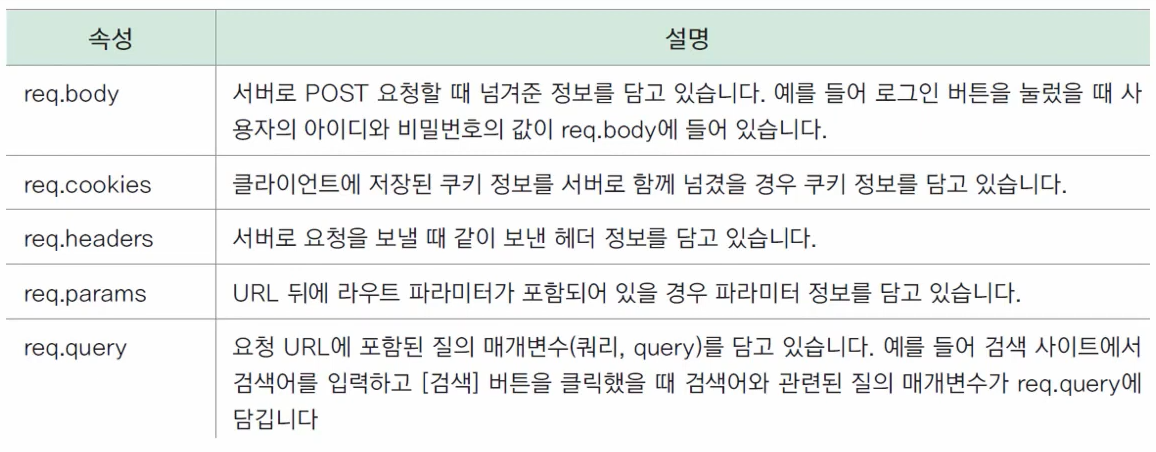 속성 설명
req.body 서버로 POST 요청할 때 넘겨준 정보를 담고 있습니다. 예를 들어 로그인 버튼을 눌렀을 때 사
용자의 아이디와 비밀번호의 값이 req.body에 들어 있습니다.
req.cookies 클라이언트에 저장된 쿠키 정보를 서버로 함께 넘겼을 경우 쿠키 정보를 담고 있습니다.
req.headers 서버로 요청을 보낼 때 같이 보낸 헤더 정보를 담고 있습니다.
req.params URL 뒤에 라우트 파라미터가 포함되어 있을 경우 파라미터 정보를 담고 있습니다.
req.query 요청 URL에 포함된 질의 매개변수(쿼리, query)를 담고 있습니다. 예를 들어 검색 사이트에서
검색어를 입력하고 [검색] 버튼을 클릭했을 때 검색어와 관련된 질의 매개변수가 req.query에
담깁니다